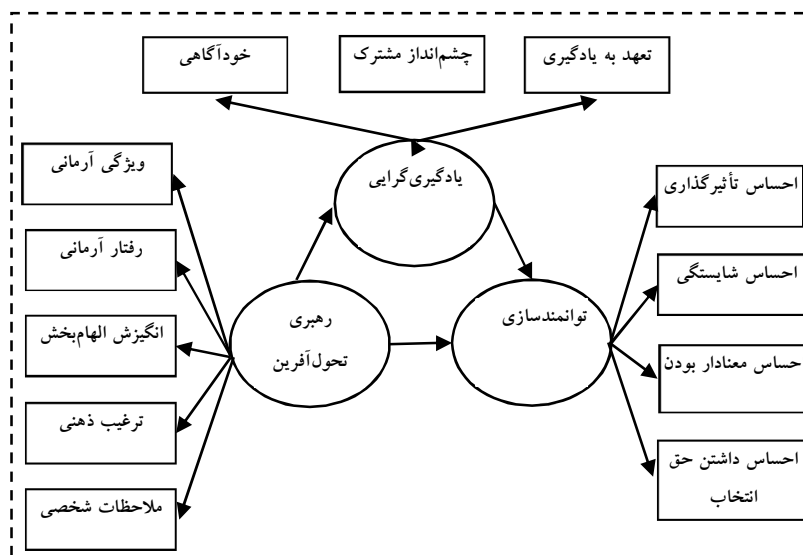 تعهد به یادگیری
چشم‌انداز مشترک
خودآگاهی
یادگیری‌گرایی
ویژگی آرمانی
رفتار آرمانی
انگیزش الهام‌بخش
ترغیب ذهنی
ملاحظات شخصی
رهبری
تحول‌آفرین
توانمندسازی
احساس تأثیرگذاری
احساس شایستگی
حساس معنادار بودن
احساس داشتن حق
انتخاب